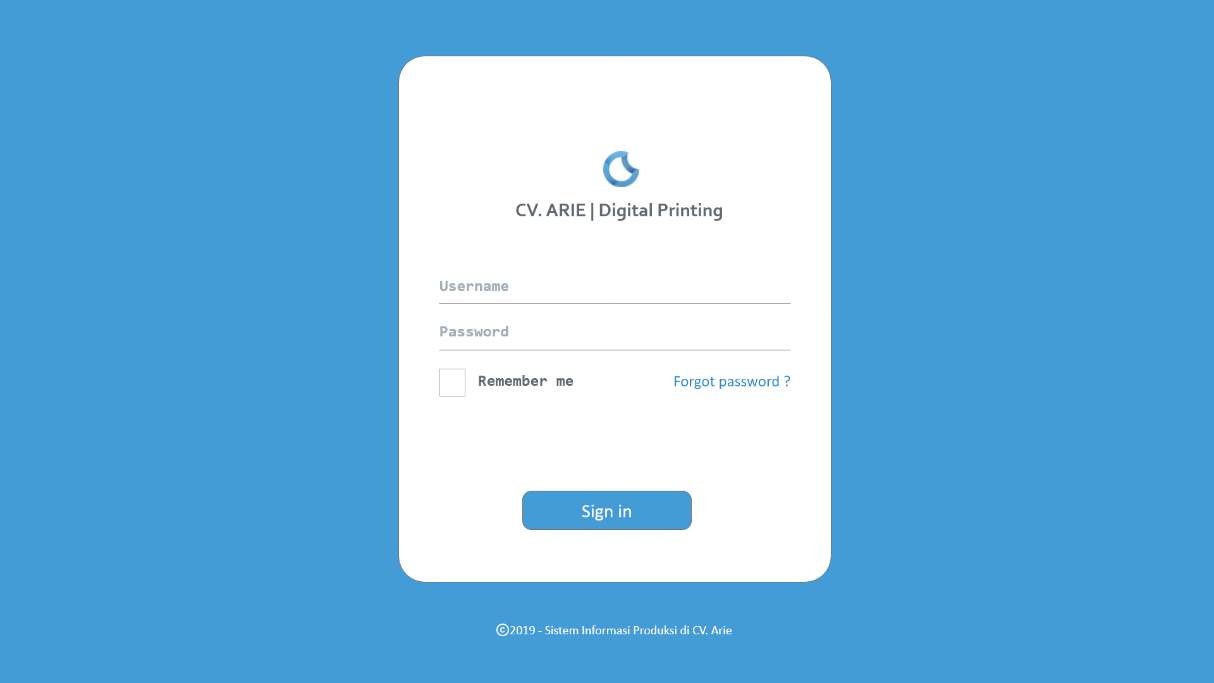 CV. ARIE | Digital Printing
Username
Password
Remember me
Forgot password ?
Sign in
©2019 - Sistem Informasi Produksi di CV. Arie